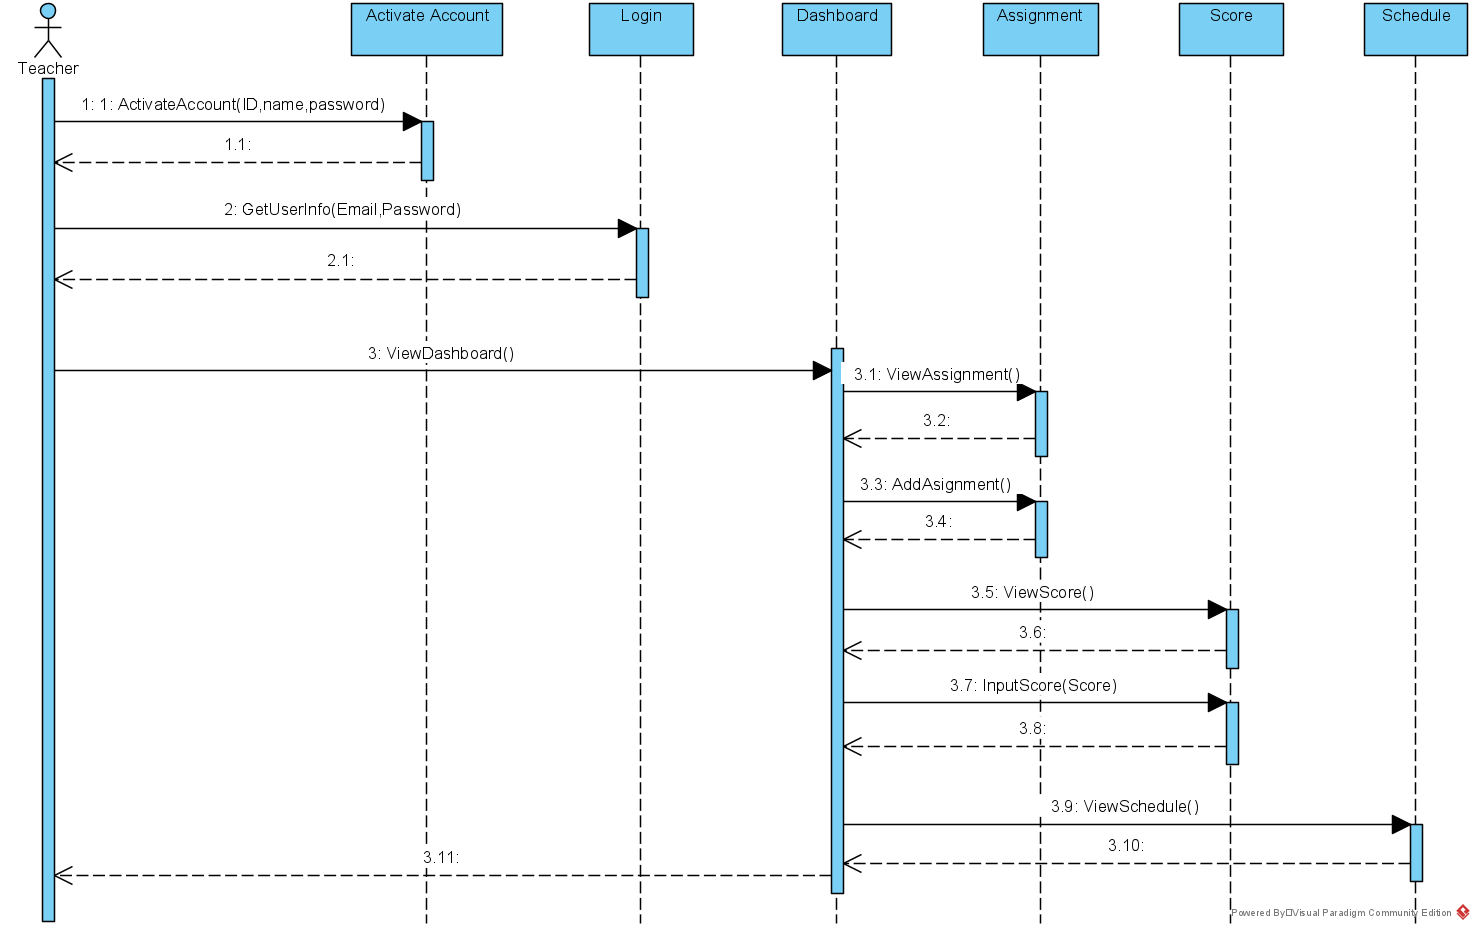 Activate Account
Login
Dashboard
Assignment
Score
Schedule
Teacher
1: 1: ActivateAccount(ID,name,password)
1.1:
2: GetUserInfo(Email,Password)
2.1:
3: ViewDashboard()
3.1: ViewAssignment()
3.2:
3.3: AddAsignment()
3.4:
3.5: ViewScore()
3.6:
3.7: InputScore(Score)
3.8:
3.9: ViewSchedule()
3.10:
3.11:
Powered By□Visual Paradigm Community Edition